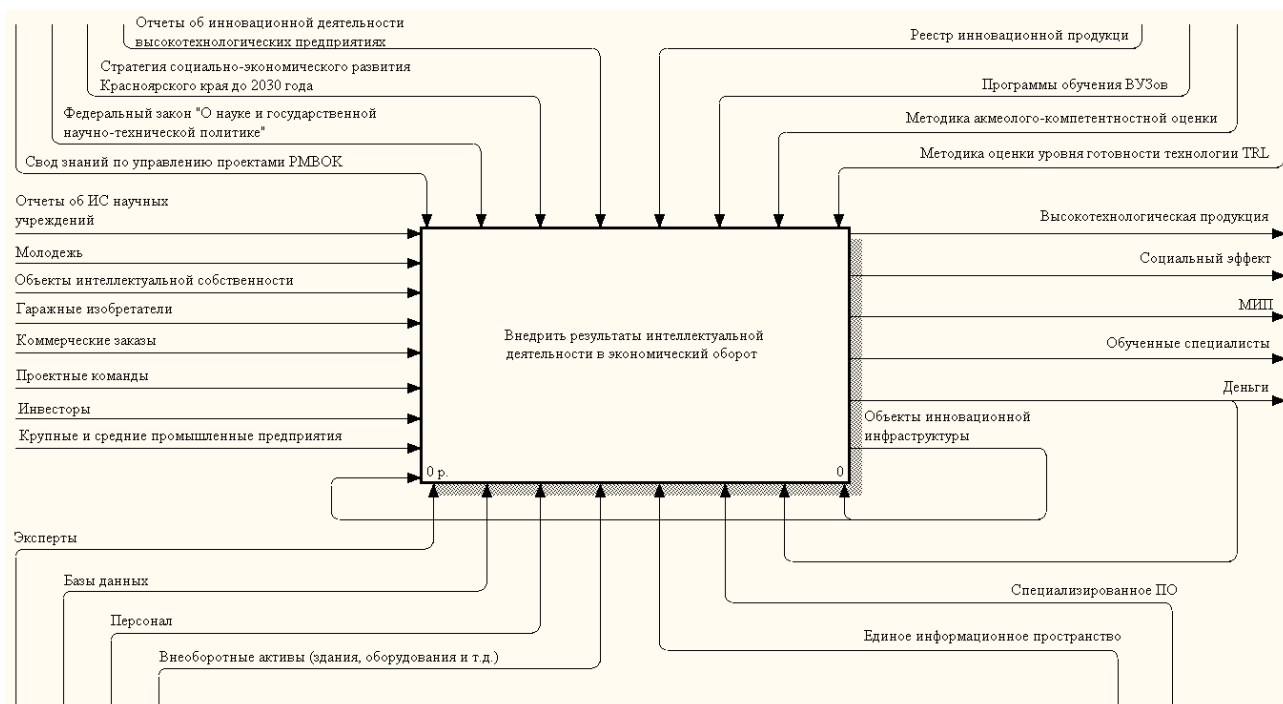 Отчеты об инновационной деятельности
высокотехнологических предприятиях
Реестр инновационной продукци
Стратегия социально-экономического развития
Красноярского края до 2030 года
Программы обучения ВУЗов
Федеральный закон "О науке и государственной
научно-технической политике"
Методика акмеолого-компетентностной оценки
Свод знаний по управлению проектами PMBOK
Методика оценки уровня готовности технологии TRL
Отчеты об ИС научных
учреждений
Молодежь
Объекты интеллектуальной собственности
Гаражные изобретатели
Коммерческие заказы
Проектные команды
Инвесторы
Крупные и средние промышленные предприятия
Внедрить результаты интеллектуальной
деятельности в экономический оборот
0 р.
0
Высокотехнологическая продукция
Социальный эффект
МИП
Обученные специалисты
Деньги
Объекты инновационной
инфраструктуры
Эксперты
Базы данных
Персонал
Внеоборотные активы (здания, оборудования и т.д.)
Специализированное ПО
Единое информационное пространство